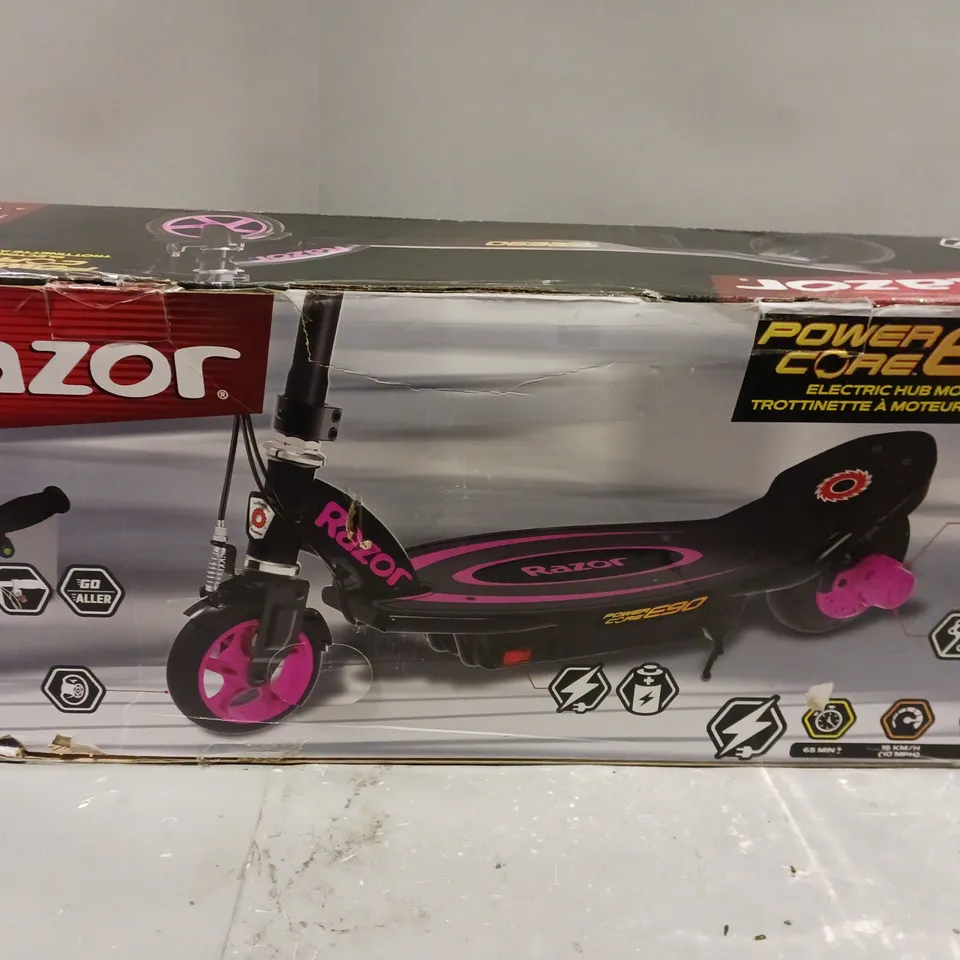 azor
azor®
POWER
CORE E
ELECTRIC HUB MO
TROTTINETTE À MOTEUR
Razor
Razor
POWER
CORE E90
GO
ALLER
65 MIN
16 KM/H
(10 MPH)